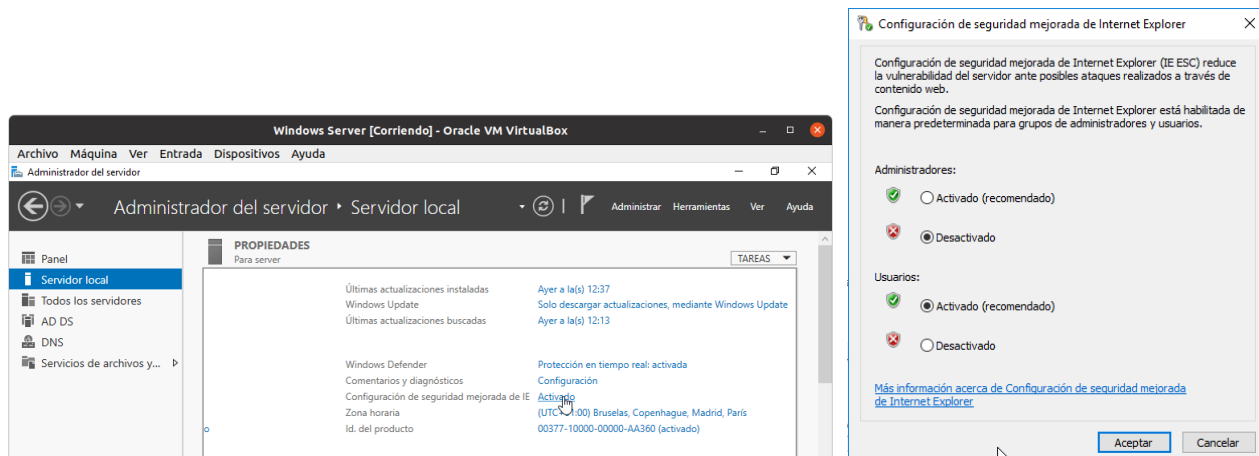 Windows Server [Corriendo] - Oracle VM VirtualBox
Archivo Máquina Ver Entrada Dispositivos Ayuda
Administrador del servidor
Administrador del servidor Servidor local
Administrar Herramientas Ver Ayuda
Panel
Servidor local
Todos los servidores
AD DS
DNS
Servicios de archivos y...
PROPIEDADES
Para server
TAREAS
Últimas actualizaciones instaladas Ayer a la(s) 12:37
Windows Update Solo descargar actualizaciones, mediante Windows Update
Últimas actualizaciones buscadas Ayer a la(s) 12:13
Windows Defender Protección en tiempo real: activada
Comentarios y diagnósticos Configuración
Configuración de seguridad mejorada de IE Activado
Zona horaria Bruselas, Copenhague, Madrid, París
o Id. del producto 00377-10000-00000-AA360 (activado)
Configuración de seguridad mejorada de Internet Explorer
Configuración de seguridad mejorada de Internet Explorer (IE ESC) reduce
la vulnerabilidad del servidor ante posibles ataques realizados a través de
contenido web.
Configuración de seguridad mejorada de Internet Explorer está habilitada de
manera predeterminada para grupos de administradores y usuarios.
Administradores:
Activado (recomendado)
Desactivado
Usuarios:
Activado (recomendado)
Desactivado
Más información acerca de Configuración de seguridad mejorada
de Internet Explorer
Aceptar Cancelar